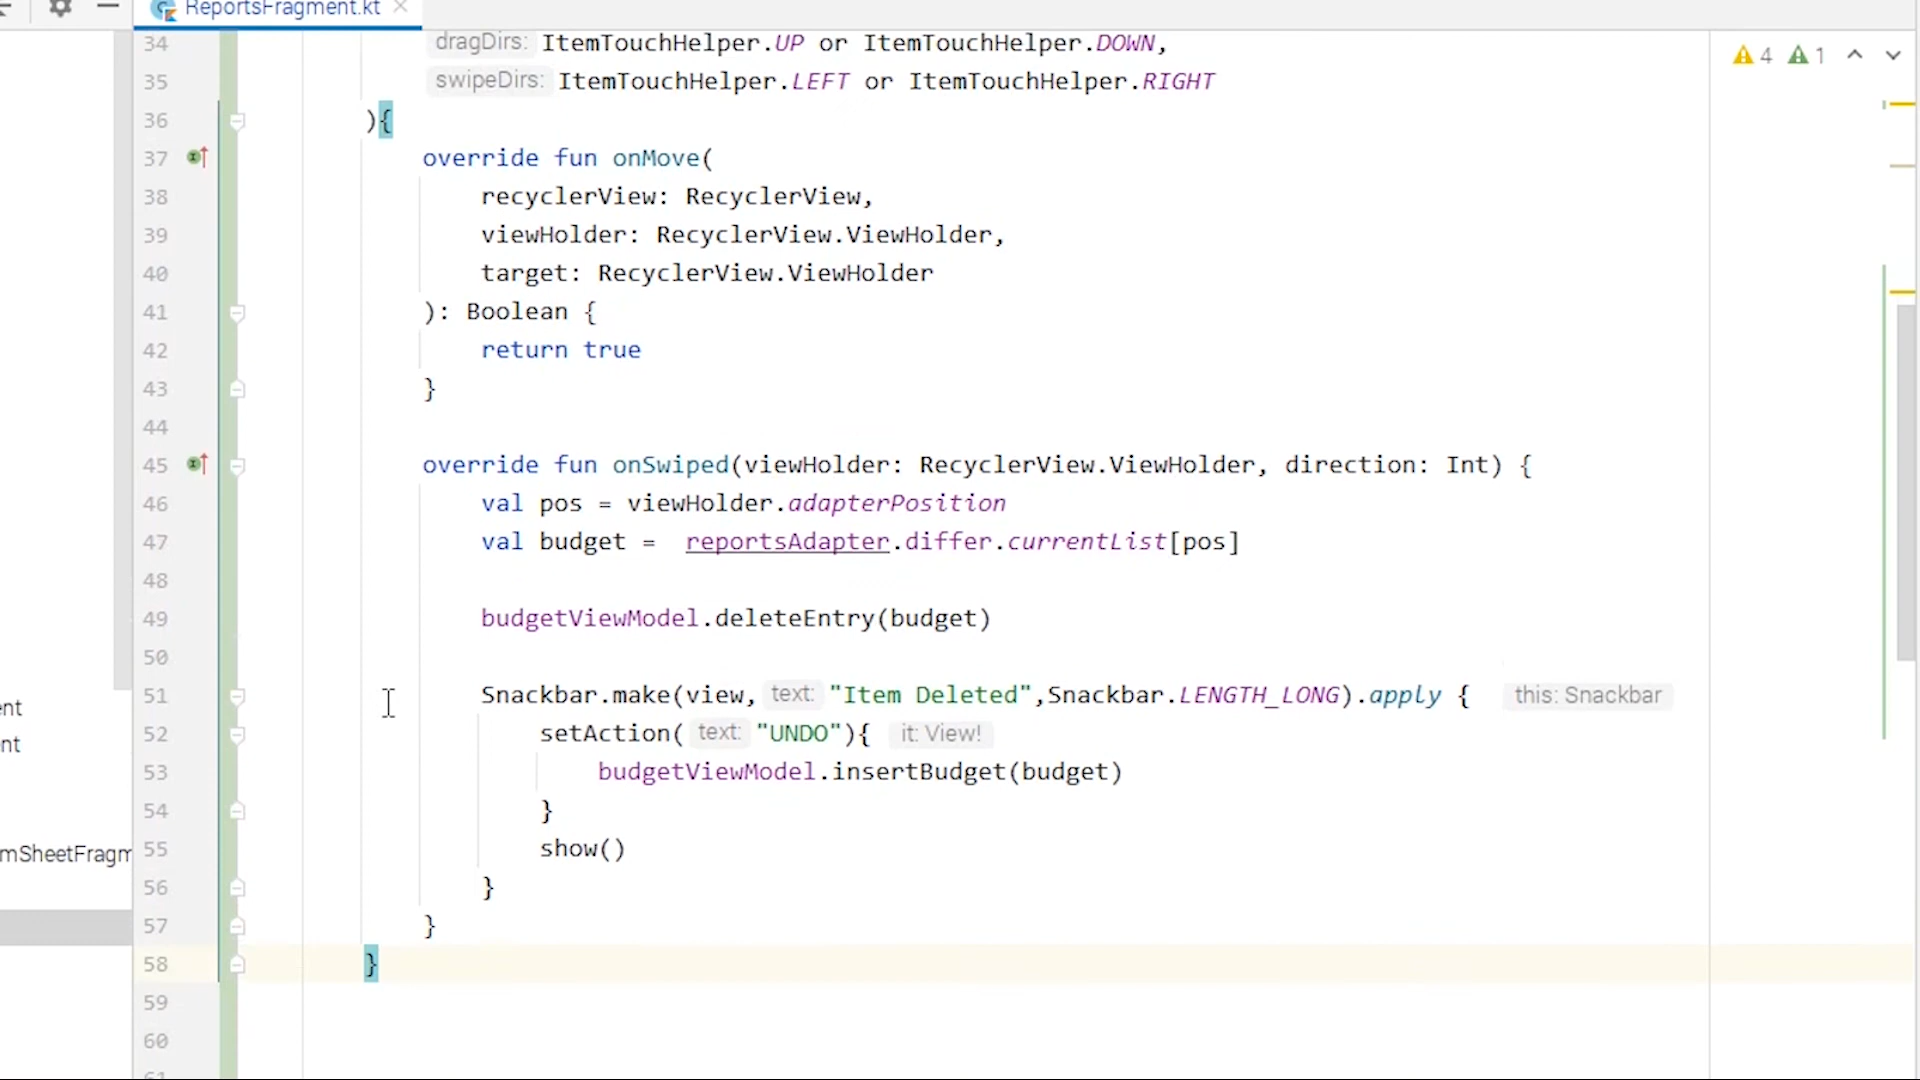 ReportsFragment.kt
4 1
34 dragDirs: ItemTouchHelper.UP or ItemTouchHelper.DOWN,
35 swipeDirs: ItemTouchHelper.LEFT or ItemTouchHelper.RIGHT
36 ){
37 override fun onMove(
38 recyclerView: RecyclerView,
39 viewHolder: RecyclerView.ViewHolder,
40 target: RecyclerView.ViewHolder
41 ): Boolean {
42 return true
43 }
44
45 override fun onSwiped(viewHolder: RecyclerView.ViewHolder, direction: Int) {
46 val pos = viewHolder.adapterPosition
47 val budget = reportsAdapter.differ.currentList[pos]
48
49 budgetViewModel.deleteEntry(budget)
50
51 Snackbar.make(view, text: "Item Deleted",Snackbar.LENGTH_LONG).apply { this: Snackbar
52 setAction( text: "UNDO"){ it: View!
53 budgetViewModel.insertBudget(budget)
54 }
55 show()
56 }
57 }
58 }
59
60
61
ent
nt
mSheetFragm